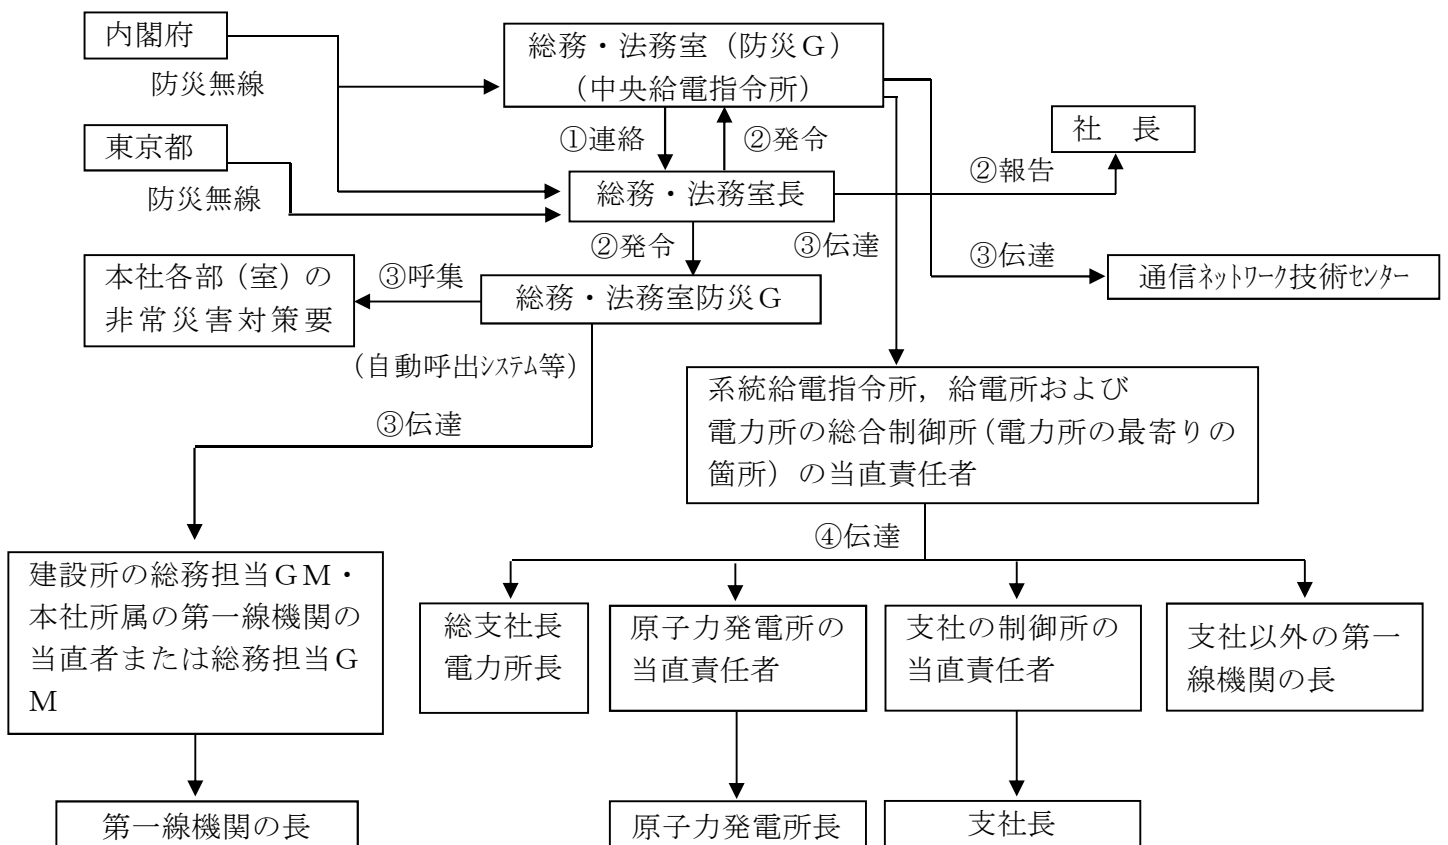 内閣府
防災無線
総務・法務室（防災Ｇ）
（中央給電指令所）
東京都
防災無線
①連絡
②発令
社　長
②報告
総務・法務室長
②発令
③伝達
③伝達
本社各部（室）の
非常災害対策要
③呼集
総務・法務室防災Ｇ
通信ネットワーク技術センター
（自動呼出システム等）
③伝達
系統給電指令所，給電所および
電力所の総合制御所（電力所の最寄りの
箇所）の当直責任者
④伝達
建設所の総務担当ＧＭ・
本社所属の第一線機関の
当直者または総務担当Ｇ
Ｍ
総支社長
電力所長
原子力発電所の
当直責任者
支社の制御所の
当直責任者
支社以外の第一
線機関の長
第一線機関の長
原子力発電所長
支社長